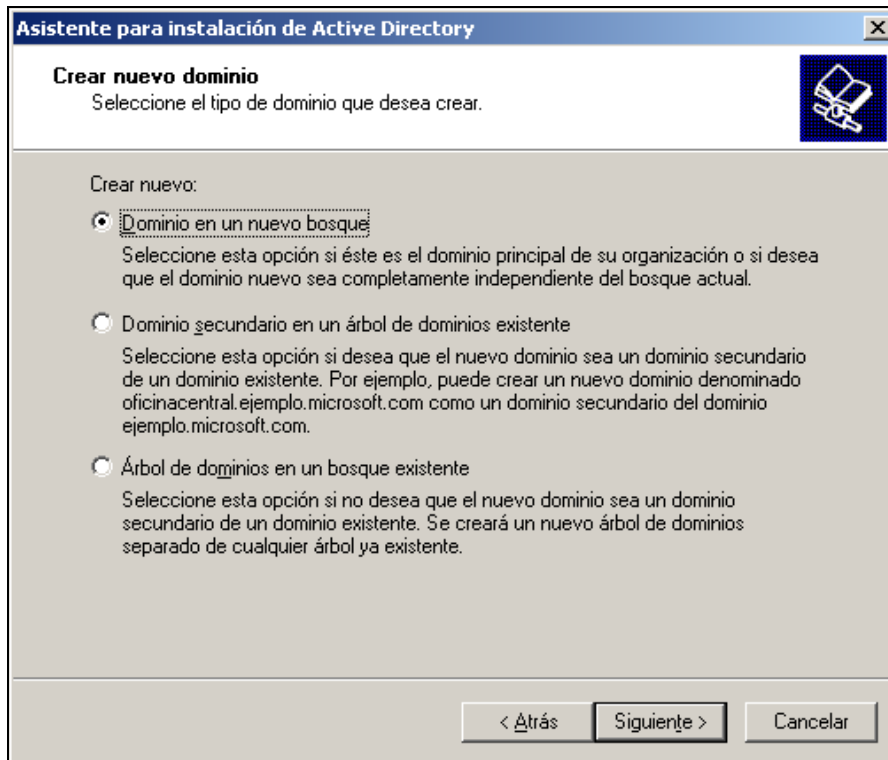 Asistente para instalación de Active Directory
Crear nuevo dominio
Seleccione el tipo de dominio que desea crear.
Crear nuevo:
Dominio en un nuevo bosque
Seleccione esta opción si éste es el dominio principal de su organización o si desea
que el dominio nuevo sea completamente independiente del bosque actual.
Dominio secundario en un árbol de dominios existente
Seleccione esta opción si desea que el nuevo dominio sea un dominio secundario
de un dominio existente. Por ejemplo, puede crear un nuevo dominio denominado
oficinacentral.ejemplo.microsoft.com como un dominio secundario del dominio
ejemplo.microsoft.com.
Árbol de dominios en un bosque existente
Seleccione esta opción si no desea que el nuevo dominio sea un dominio
secundario de un dominio existente. Se creará un nuevo árbol de dominios
separado de cualquier árbol ya existente.
< Atrás Siguiente > Cancelar